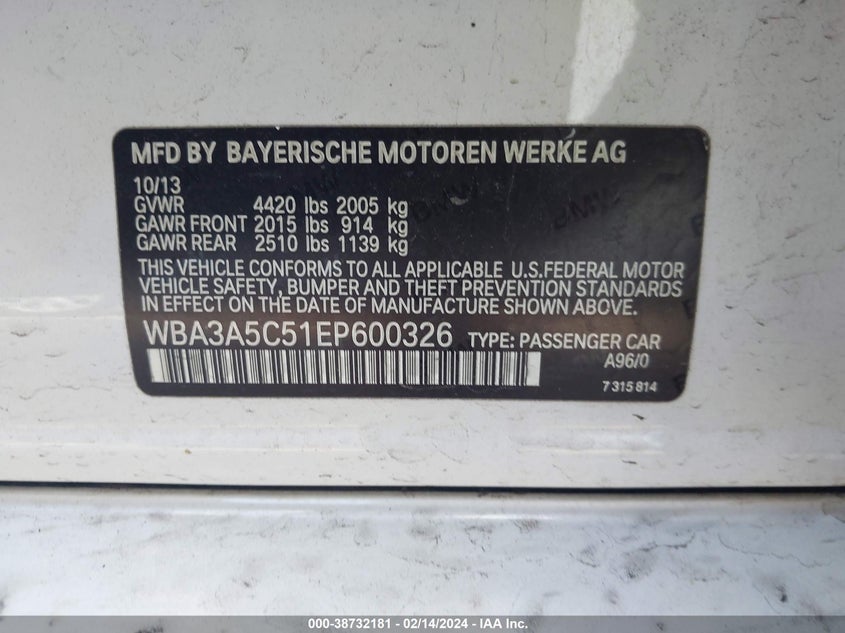 MFD BY BAYERISCHE MOTOREN WERKE AG
10/13
GVWR 4420 lbs 2005 kg
GAWR FRONT 2015 lbs 914 kg
GAWR REAR 2510 lbs 1139 kg
THIS VEHICLE CONFORMS TO ALL APPLICABLE U.S.FEDERAL MOTOR
VEHICLE SAFETY, BUMPER AND THEFT PREVENTION STANDARDS
IN EFFECT ON THE DATE OF MANUFACTURE SHOWN ABOVE.
WBA3A5C51EP600326 TYPE: PASSENGER CAR
A96/0
7 315 814
000-38732181 - 02/14/2024 - IAA Inc.